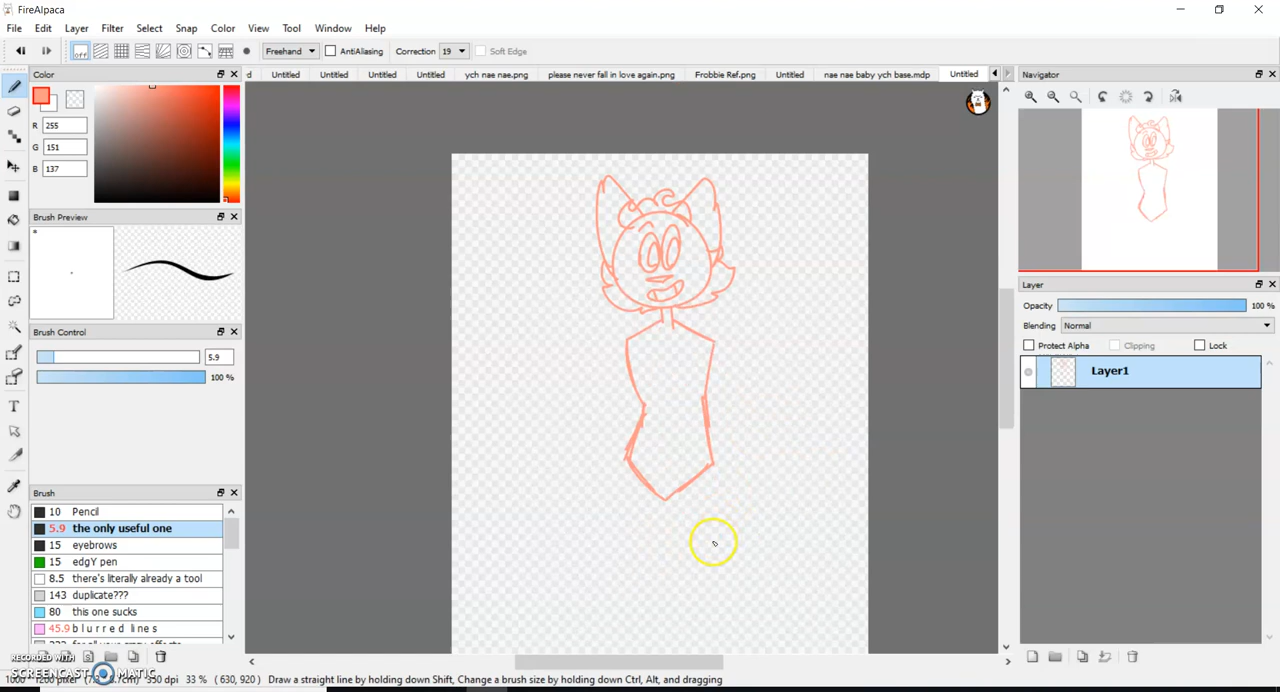 FireAlpaca
File Edit Layer Filter Select Snap Color View Tool Window Help
off Freehand AntiAliasing Correction 19 Soft Edge
Color
d Untitled Untitled Untitled Untitled ych nae nae.png please never fall in love again.png Frobbie Ref.png Untitled nae nae baby ych base.mdp Untitled
Navigator
R 255
G 151
B 137
Brush Preview
Layer
Opacity 100 %
Blending Normal
Protect Alpha Clipping Lock
Layer1
Brush Control
5.9
100 %
Brush
10 Pencil
5.9 the only useful one
15 eyebrows
15 edgY pen
8.5 there's literally already a tool
143 duplicate???
80 this one sucks
45.9 b l u r r e d l i n e s
RECORDED WITH
SCREENCAST MATIC
350 dpi 33 % ( 630, 920 ) Draw a straight line by holding down Shift, Change a brush size by holding down Ctrl, Alt, and dragging